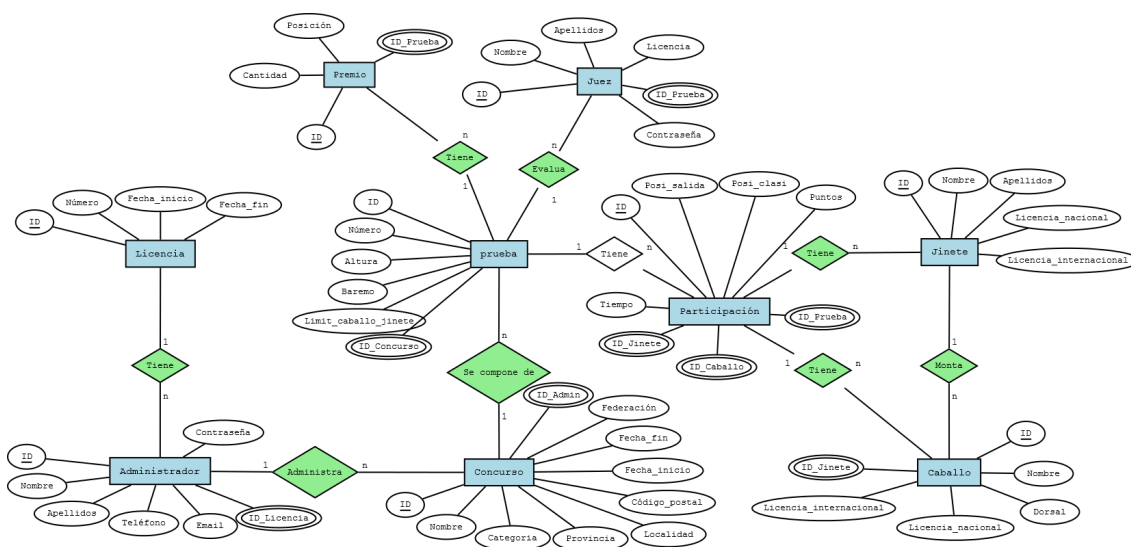 Posición
ID_Prueba
Cantidad
Premio
ID
Apellidos
Nombre
Licencia
Juez
ID
ID_Prueba
Contraseña
n
Tiene
1
n
Evalua
1
Número
Fecha_inicio
Fecha_fin
ID
Licencia
ID
Número
Altura
Baremo
Limit_caballo_jinete
ID_Concurso
prueba
1
Tiene
n
Posi_salida
Posi_clasi
ID
Puntos
Tiempo
Participación
ID_Prueba
ID_Jinete
ID_Caballo
1
Tiene
n
ID
Nombre
Apellidos
Licencia_nacional
Jinete
Licencia_internacional
1
Tiene
n
n
Se compone de
1
1
Tiene
n
1
Monta
n
Contraseña
ID
Administrador
Nombre
Apellidos
Teléfono
Email
ID_Licencia
1
Administra
n
ID_Admin
Federación
Fecha_fin
Concurso
Fecha_inicio
ID
Código_postal
Nombre
Categoria
Provincia
Localidad
ID
ID_Jinete
Caballo
Nombre
Licencia_internacional
Dorsal
Licencia_nacional